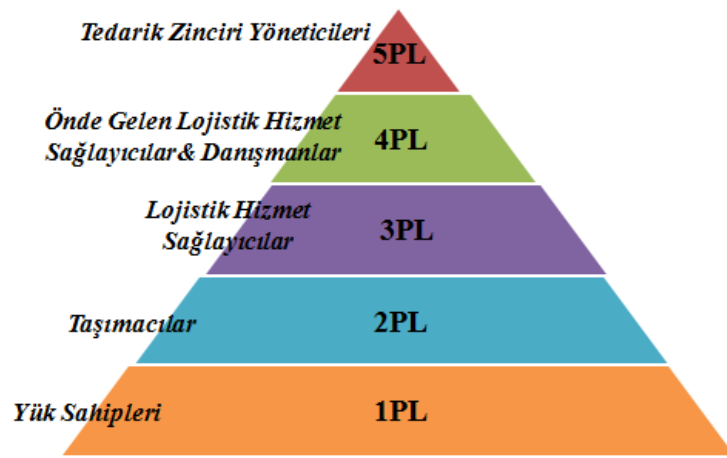 Tedarik Zinciri Yöneticileri
5PL
Önde Gelen Lojistik Hizmet
Sağlayıcılar& Danışmanlar
4PL
Lojistik Hizmet
Sağlayıcılar
3PL
Taşımacılar
2PL
Yük Sahipleri
1PL